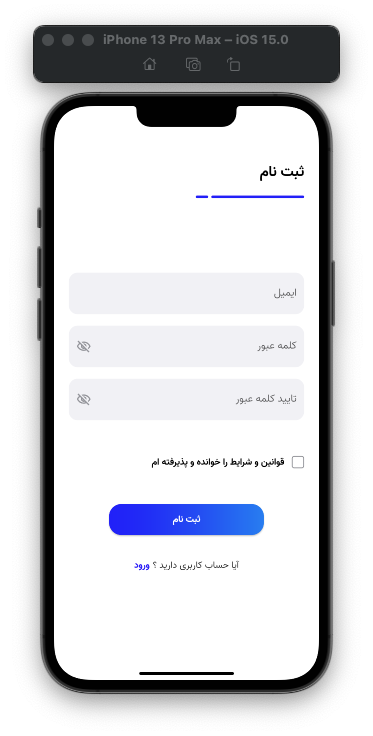 iPhone 13 Pro Max – iOS 15.0
ثبت نام
ایمیل
کلمه عبور
تایید کلمه عبور
قوانین و شرایط را خوانده و پذیرفته ام
ثبت نام
آیا حساب کاربری دارید ؟ ورود